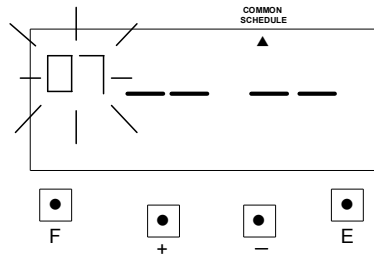 COMMON
SCHEDULE
07
-- --
F + - E